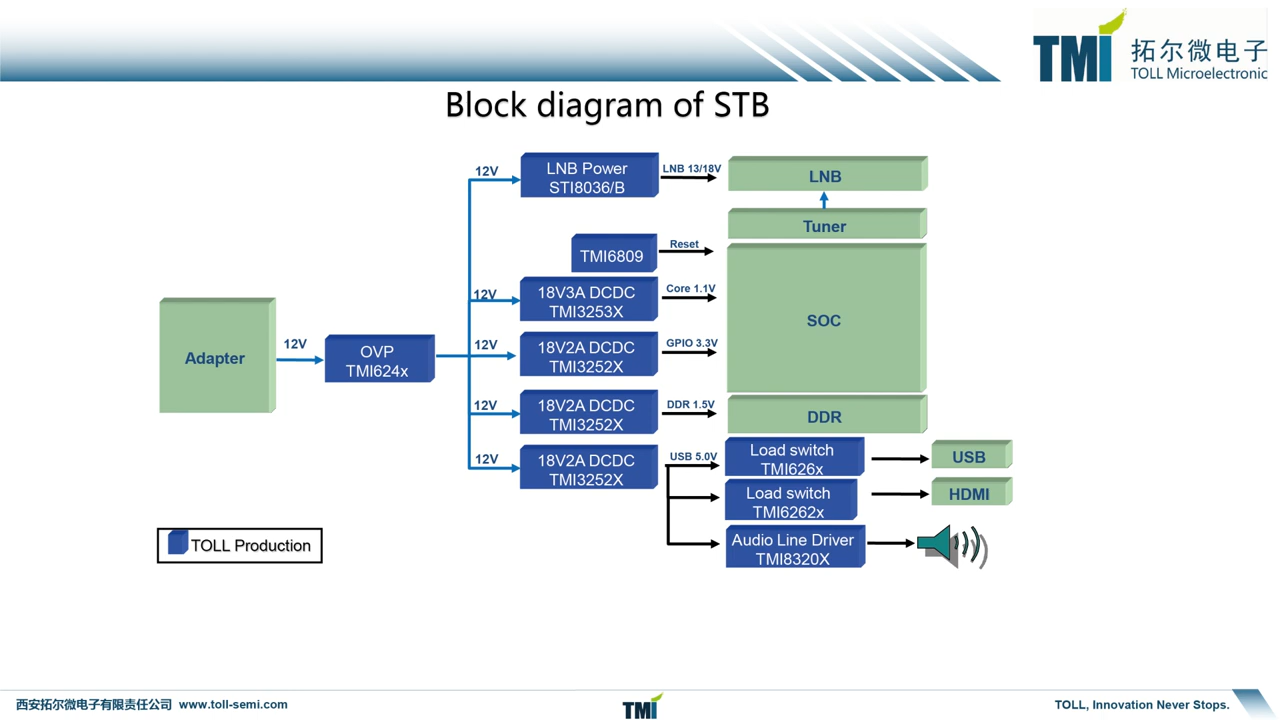 TMI 拓尔微电子
TOLL Microelectronic
Block diagram of STB
12V
LNB Power
STI8036/B
LNB 13/18V
LNB
Tuner
TMI6809
Reset
12V
18V3A DCDC
TMI3253X
Core 1.1V
SOC
Adapter
12V
OVP
TMI624x
12V
18V2A DCDC
TMI3252X
GPIO 3.3V
12V
18V2A DCDC
TMI3252X
DDR 1.5V
DDR
12V
18V2A DCDC
TMI3252X
USB 5.0V
Load switch
TMI626x
USB
Load switch
TMI6262x
HDMI
Audio Line Driver
TMI8320X
TOLL Production
西安拓尔微电子有限责任公司 www.toll-semi.com
TMI
TOLL, Innovation Never Stops.